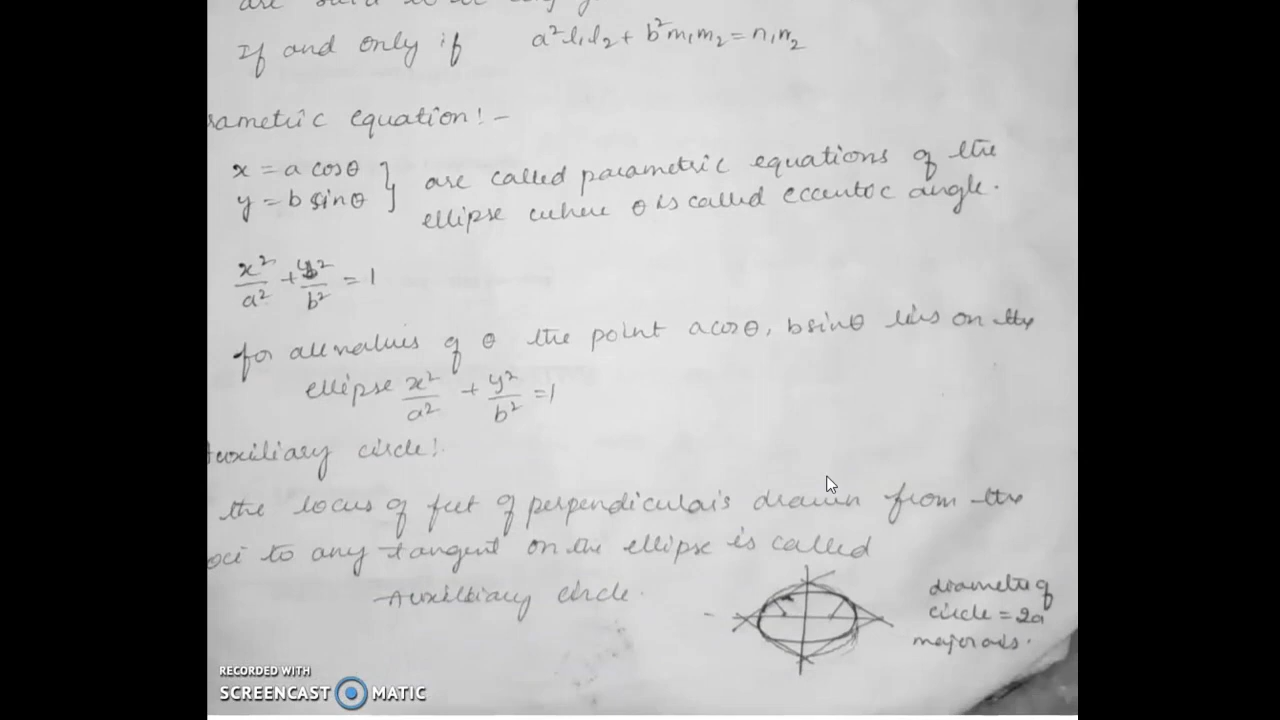 If and only if a²l₁l₂ + b²m₁m₂ = n₁n₂
rametric equation! -
x = a cosθ
y = b sinθ
are called parametric equations of the
ellipse where θ is called eccentric angle.
x²/a² + y²/b² = 1
for all values of θ the point a cosθ, b sinθ lies on the
ellipse x²/a² + y²/b² = 1
Auxiliary circle!
the locus of feet of perpendiculars drawn from the
oci to any tangent on the ellipse is called
Auxilliary circle.
diametre of
circle = 2a
major axis.
RECORDED WITH
SCREENCAST MATIC